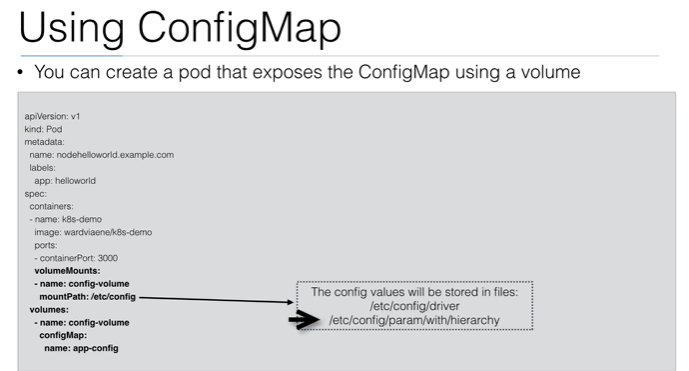 Using ConfigMap
• You can create a pod that exposes the ConfigMap using a volume
apiVersion: v1
kind: Pod
metadata:
  name: nodehelloworld.example.com
  labels:
    app: helloworld
spec:
  containers:
  - name: k8s-demo
    image: wardviaene/k8s-demo
    ports:
    - containerPort: 3000
    volumeMounts:
    - name: config-volume
      mountPath: /etc/config
  volumes:
    - name: config-volume
      configMap:
        name: app-config
The config values will be stored in files:
/etc/config/driver
/etc/config/param/with/hierarchy